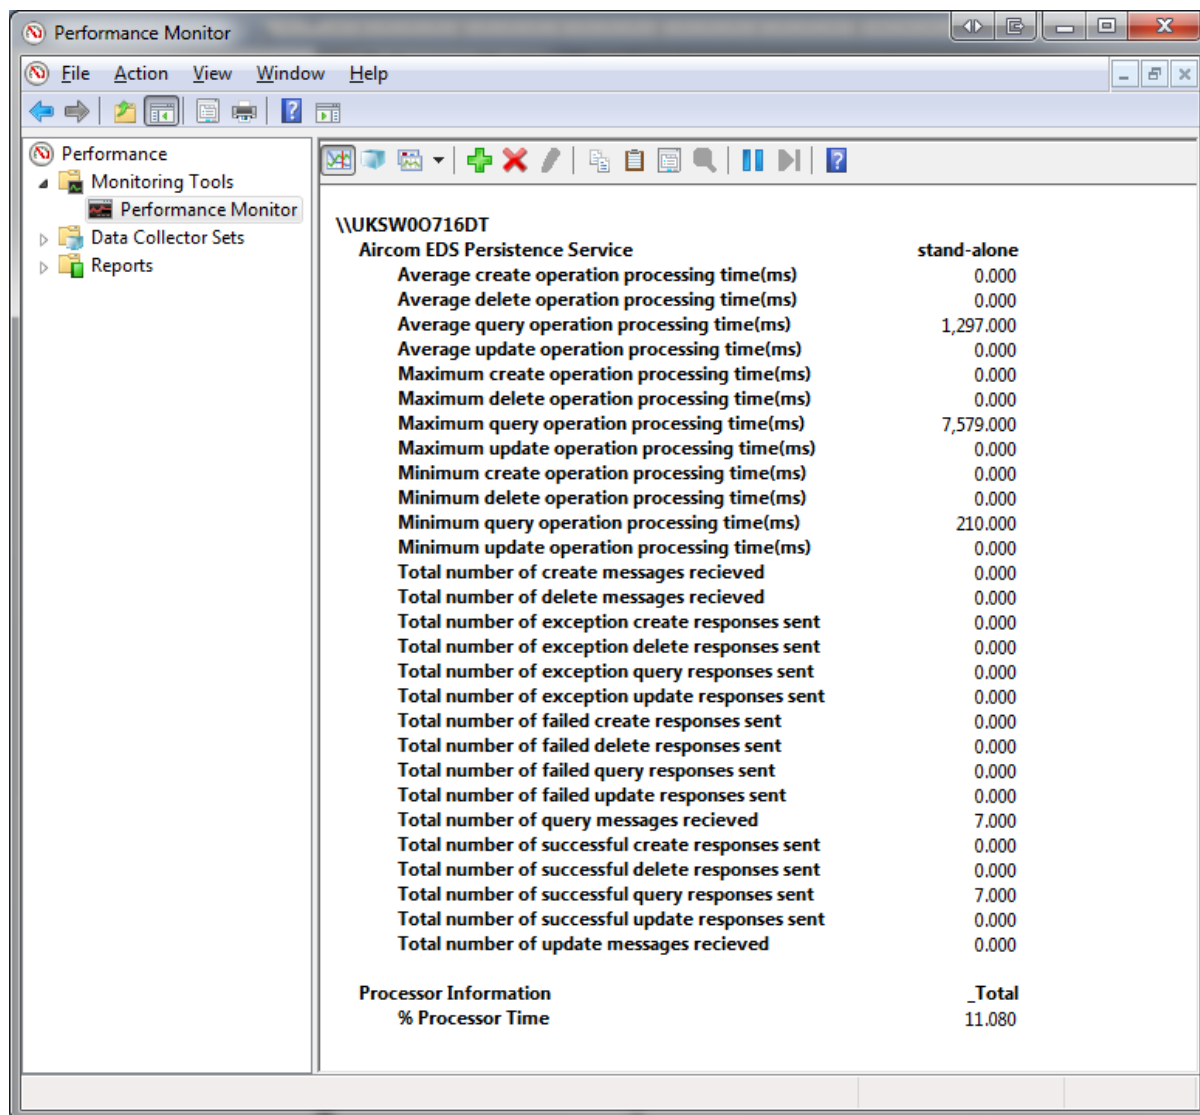 Performance Monitor
File Action View Window Help
Performance
Monitoring Tools
Performance Monitor
Data Collector Sets
Reports
\\UKSW0O716DT
Aircom EDS Persistence Service stand-alone
Average create operation processing time(ms) 0.000
Average delete operation processing time(ms) 0.000
Average query operation processing time(ms) 1,297.000
Average update operation processing time(ms) 0.000
Maximum create operation processing time(ms) 0.000
Maximum delete operation processing time(ms) 0.000
Maximum query operation processing time(ms) 7,579.000
Maximum update operation processing time(ms) 0.000
Minimum create operation processing time(ms) 0.000
Minimum delete operation processing time(ms) 0.000
Minimum query operation processing time(ms) 210.000
Minimum update operation processing time(ms) 0.000
Total number of create messages recieved 0.000
Total number of delete messages recieved 0.000
Total number of exception create responses sent 0.000
Total number of exception delete responses sent 0.000
Total number of exception query responses sent 0.000
Total number of exception update responses sent 0.000
Total number of failed create responses sent 0.000
Total number of failed delete responses sent 0.000
Total number of failed query responses sent 0.000
Total number of failed update responses sent 0.000
Total number of query messages recieved 7.000
Total number of successful create responses sent 0.000
Total number of successful delete responses sent 0.000
Total number of successful query responses sent 7.000
Total number of successful update responses sent 0.000
Total number of update messages recieved 0.000
Processor Information _Total
% Processor Time 11.080